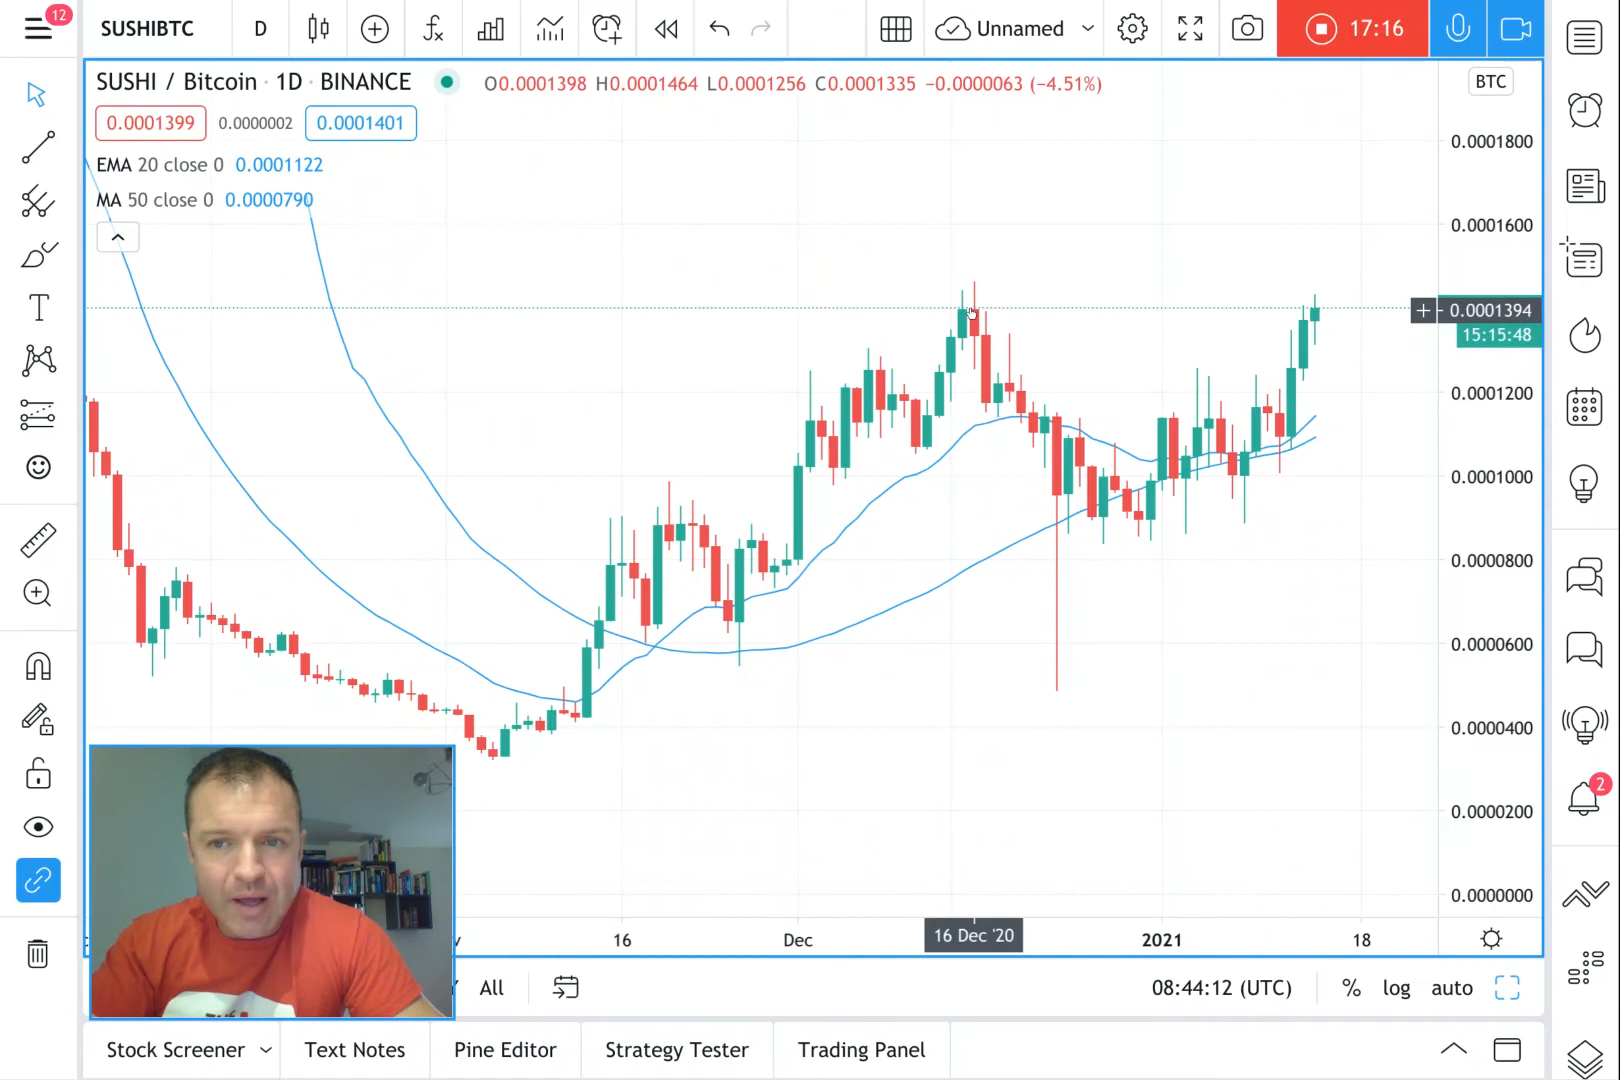 12
SUSHIBTC
D
Unnamed
17:16
SUSHI / Bitcoin · 1D · BINANCE
O0.0001398 H0.0001464 L0.0001256 C0.0001335 −0.0000063 (−4.51%)
BTC
0.0001399
0.0000002
0.0001401
EMA 20 close 0 0.0001122
MA 50 close 0 0.0000790
0.0001800
0.0001600
0.0001394
15:15:48
0.0001200
0.0001000
0.0000800
0.0000600
0.0000400
0.0000200
0.0000000
2
16
Dec
16 Dec '20
2021
18
All
08:44:12 (UTC)
%
log
auto
Stock Screener
Text Notes
Pine Editor
Strategy Tester
Trading Panel